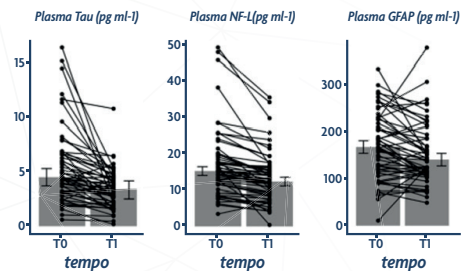 Plasma Tau (pg ml-1)
15
10
5
0
T0 T1
tempo
Plasma NF-L(pg ml-1)
50
40
30
20
10
0
T0 T1
tempo
Plasma GFAP (pg ml-1)
300
200
100
0
T0 T1
tempo